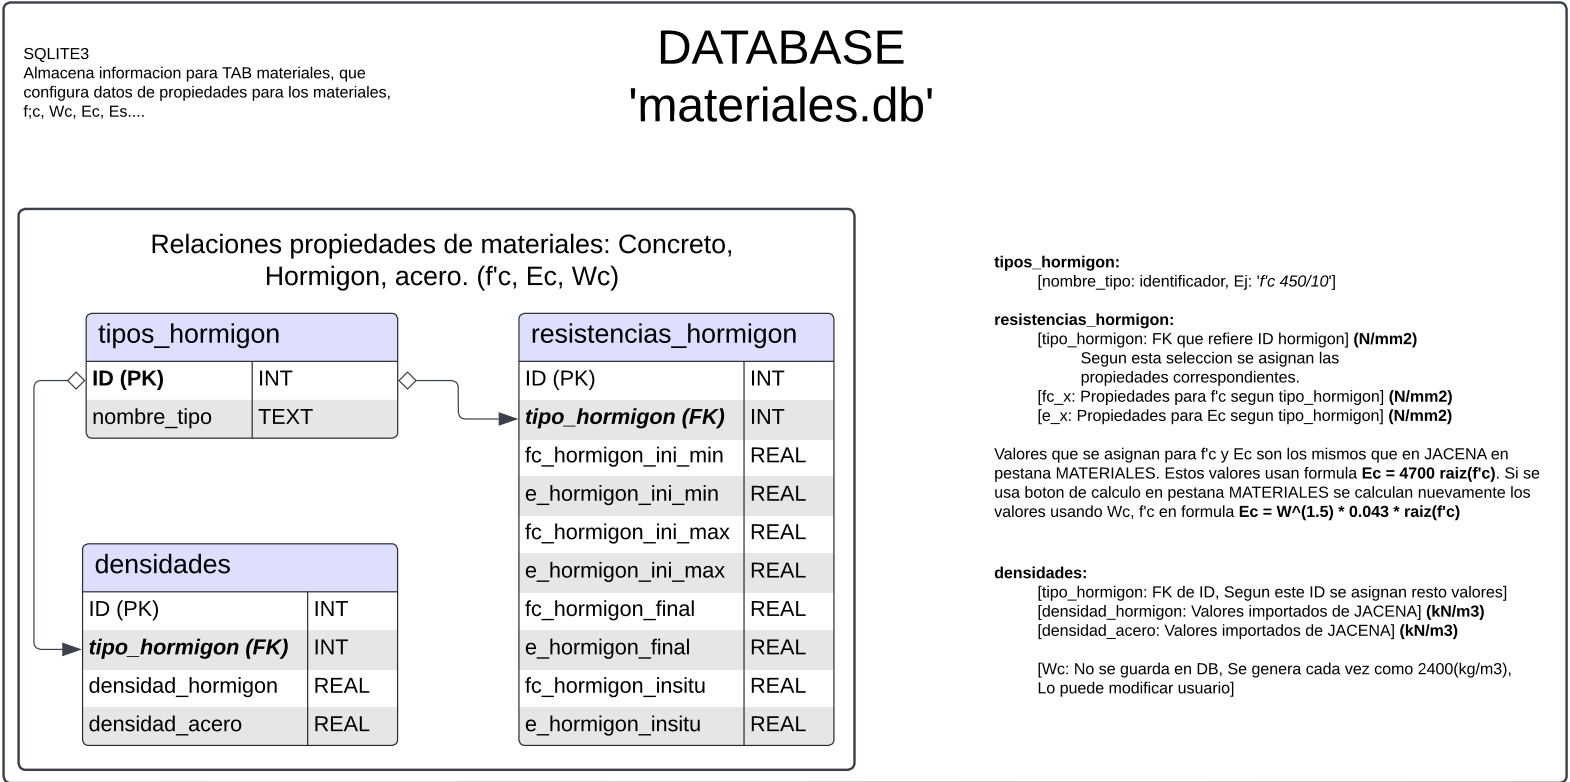 SQLITE3
Almacena informacion para TAB materiales, que
configura datos de propiedades para los materiales,
f;c, Wc, Ec, Es....
DATABASE
'materiales.db'
Relaciones propiedades de materiales: Concreto,
Hormigon, acero. (f'c, Ec, Wc)
tipos_hormigon
ID (PK) INT
nombre_tipo TEXT
densidades
ID (PK) INT
tipo_hormigon (FK) INT
densidad_hormigon REAL
densidad_acero REAL
resistencias_hormigon
ID (PK) INT
tipo_hormigon (FK) INT
fc_hormigon_ini_min REAL
e_hormigon_ini_min REAL
fc_hormigon_ini_max REAL
e_hormigon_ini_max REAL
fc_hormigon_final REAL
e_hormigon_final REAL
fc_hormigon_insitu REAL
e_hormigon_insitu REAL
tipos_hormigon:
[nombre_tipo: identificador, Ej: 'f'c 450/10']
resistencias_hormigon:
[tipo_hormigon: FK que refiere ID hormigon] (N/mm2)
Segun esta seleccion se asignan las
propiedades correspondientes.
[fc_x: Propiedades para f'c segun tipo_hormigon] (N/mm2)
[e_x: Propiedades para Ec segun tipo_hormigon] (N/mm2)
Valores que se asignan para f'c y Ec son los mismos que en JACENA en
pestana MATERIALES. Estos valores usan formula Ec = 4700 raiz(f'c). Si se
usa boton de calculo en pestana MATERIALES se calculan nuevamente los
valores usando Wc, f'c en formula Ec = W^(1.5) * 0.043 * raiz(f'c)
densidades:
[tipo_hormigon: FK de ID, Segun este ID se asignan resto valores]
[densidad_hormigon: Valores importados de JACENA] (kN/m3)
[densidad_acero: Valores importados de JACENA] (kN/m3)
[Wc: No se guarda en DB, Se genera cada vez como 2400(kg/m3),
Lo puede modificar usuario]